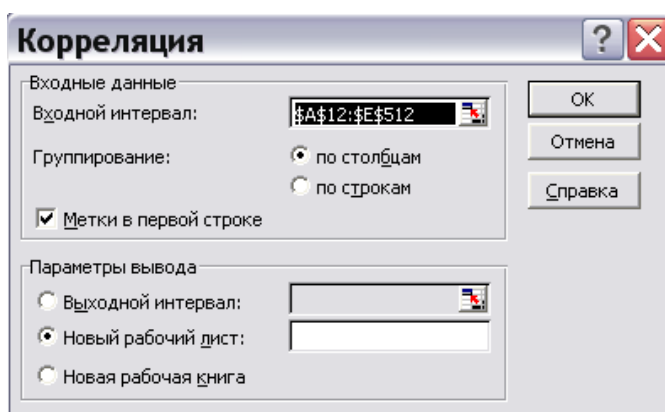 Корреляция
Входные данные
Входной интервал: $A$12:$E$512
OK
Группирование: по столбцам
Отмена
по строкам
Справка
Метки в первой строке
Параметры вывода
Выходной интервал:
Новый рабочий лист:
Новая рабочая книга